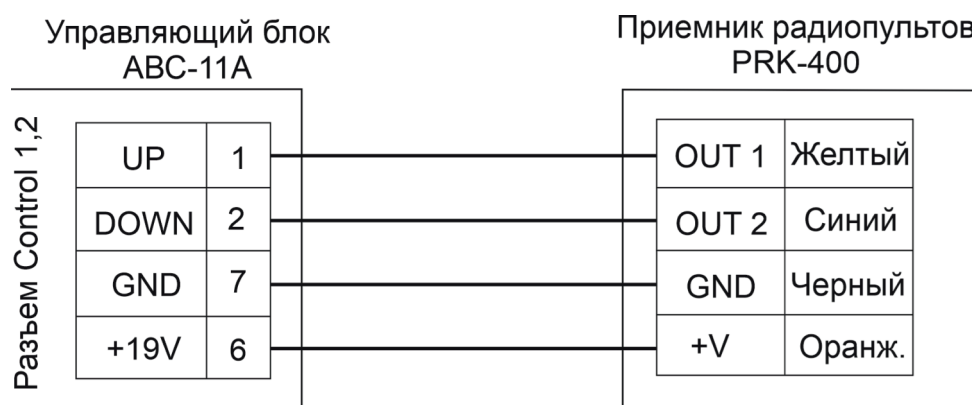 Управляющий блок
ABC-11A
Приемник радиопультов
PRK-400
Разъем Control 1,2
UP 1
DOWN 2
GND 7
+19V 6
OUT 1 Желтый
OUT 2 Синий
GND Черный
+V Оранж.